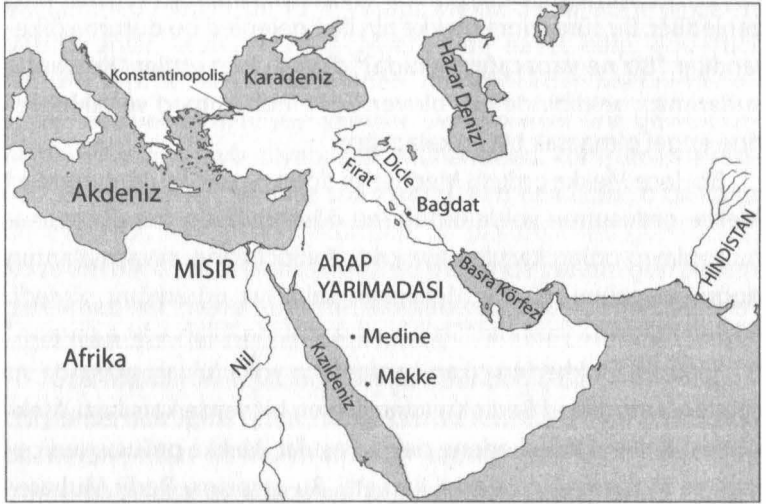 Konstantinopolis
Karadeniz
Hazar Denizi
Akdeniz
Fırat
Dicle
Bağdat
MISIR
ARAP
YARIMADASI
Basra Körfezi
HİNDİSTAN
Afrika
Nil
Kızıldeniz
Medine
Mekke